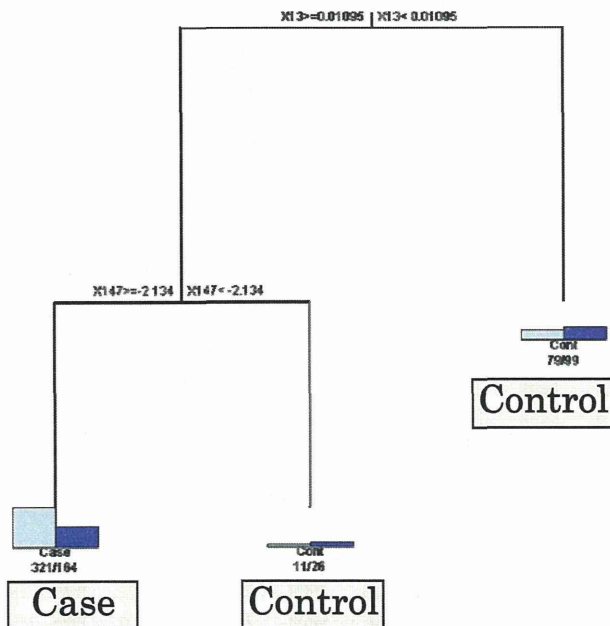 X13>=0.01095 X13< 0.01095
X147>=-2.134 X147< -2.134
Cont
79/99
Control
Case
321/164
Case
Cont
11/26
Control